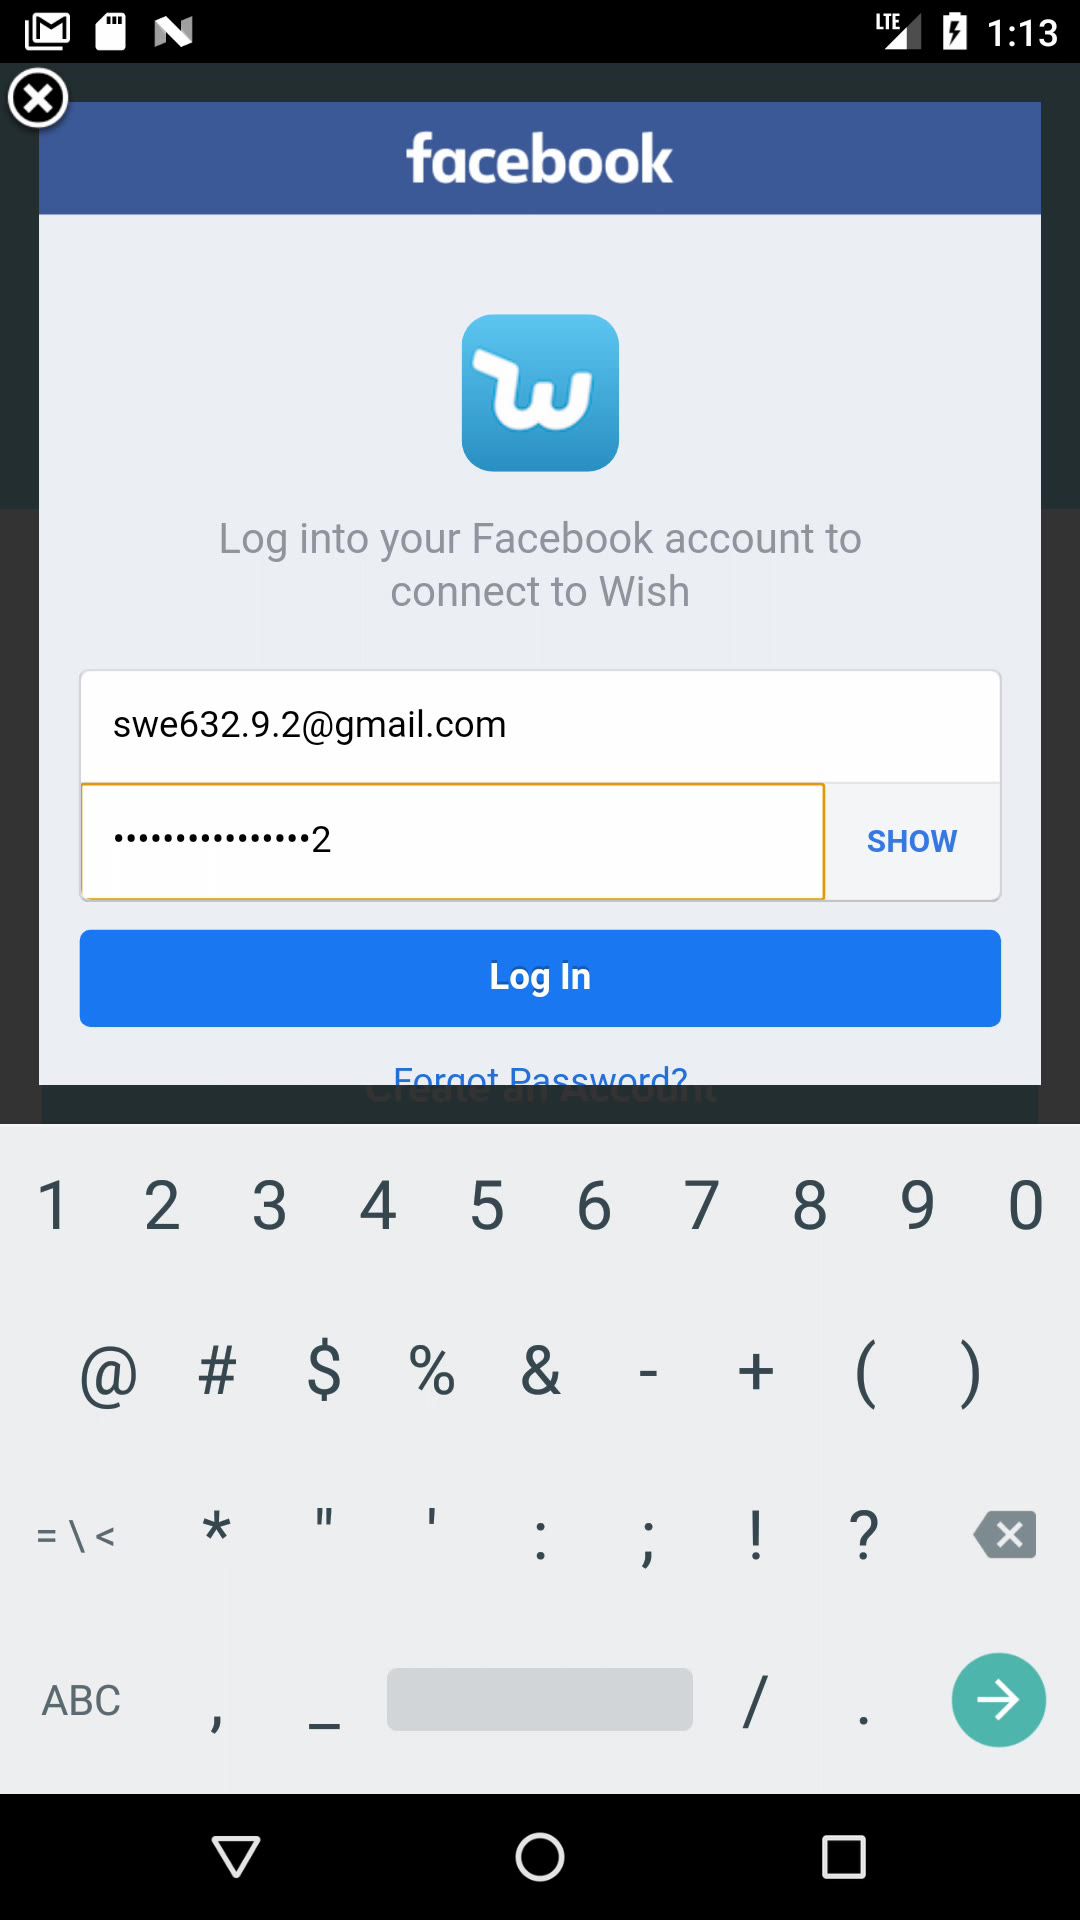 LTE 1:13
facebook
Log into your Facebook account to
connect to Wish
swe632.9.2@gmail.com
••••••••••••••••2 SHOW
Log In
Forgot Password?
Create an Account
1 2 3 4 5 6 7 8 9 0
@ # $ % & - + ( )
= \ < * " ' : ; ! ?
ABC , _ / .